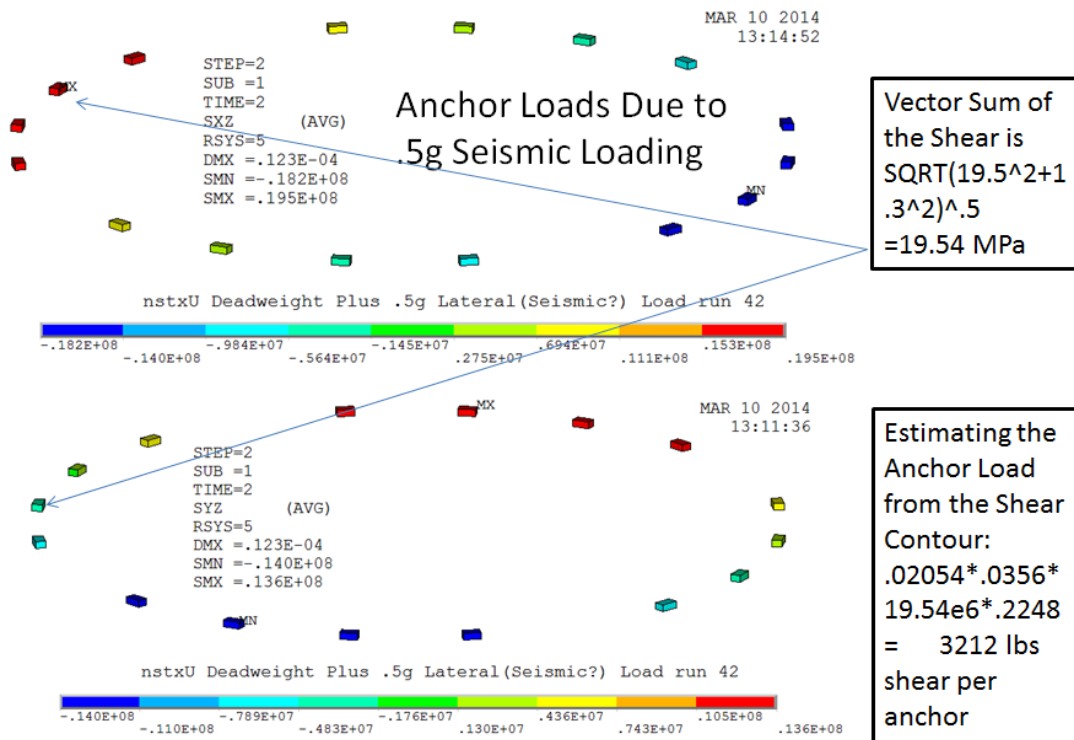 MAR 10 2014
13:14:52
MX
STEP=2
SUB =1
TIME=2
SXZ (AVG)
RSYS=5
DMX =.123E-04
SMN =-.182E+08
SMX =.195E+08
Anchor Loads Due to
.5g Seismic Loading
MN
nstxU Deadweight Plus .5g Lateral(Seismic?) Load run 42
-.182E+08 -.984E+07 -.145E+07 .694E+07 .153E+08
-.140E+08 -.564E+07 .275E+07 .111E+08 .195E+08
Vector Sum of
the Shear is
SQRT(19.5^2+1
.3^2)^.5
=19.54 MPa
MX
MAR 10 2014
13:11:36
STEP=2
SUB =1
TIME=2
SYZ (AVG)
RSYS=5
DMX =.123E-04
SMN =-.140E+08
SMX =.136E+08
MN
nstxU Deadweight Plus .5g Lateral(Seismic?) Load run 42
-.140E+08 -.789E+07 -.176E+07 .436E+07 .105E+08
-.110E+08 -.483E+07 .130E+07 .743E+07 .136E+08
Estimating the
Anchor Load
from the Shear
Contour:
.02054*.0356*
19.54e6*.2248
= 3212 lbs
shear per
anchor